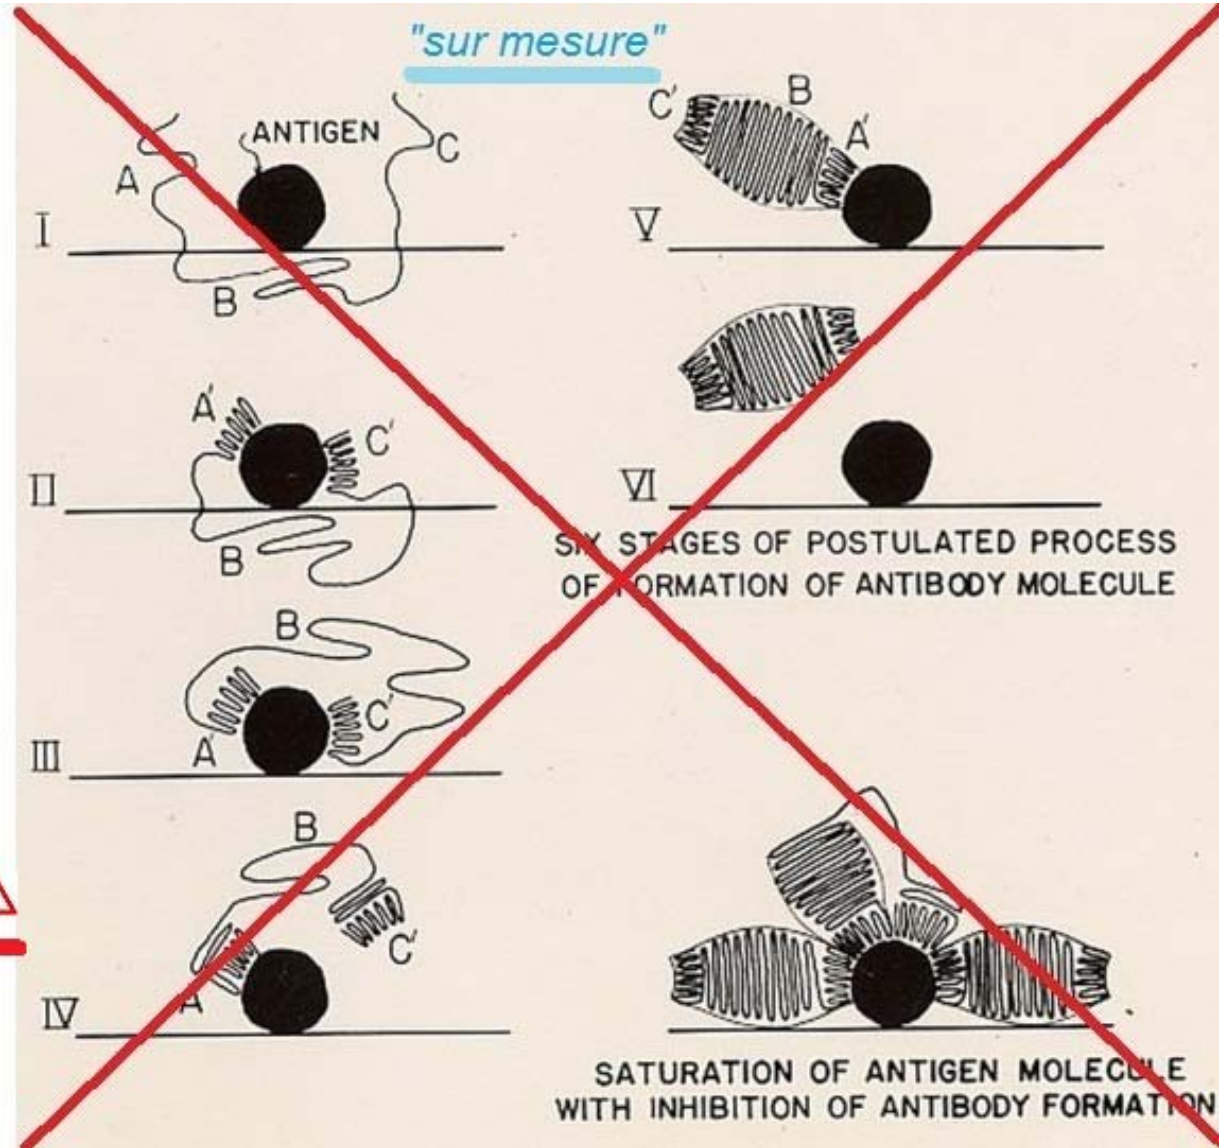 "sur mesure"
ANTIGEN
A
C
B
I
A'
C'
B
II
B
A'
C'
III
B
A
C'
IV
C'
B
A'
V
VI
SIX STAGES OF POSTULATED PROCESS
OF FORMATION OF ANTIBODY MOLECULE
SATURATION OF ANTIGEN MOLECULE
WITH INHIBITION OF ANTIBODY FORMATION